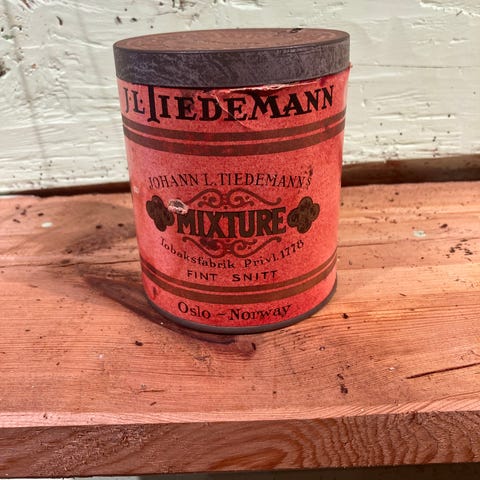 J·L·TIEDEMANN
JOHANN L. TIEDEMANN'S
MIXTURE
Tobaksfabrik Privl. 1778
FINT SNITT
Oslo – Norway